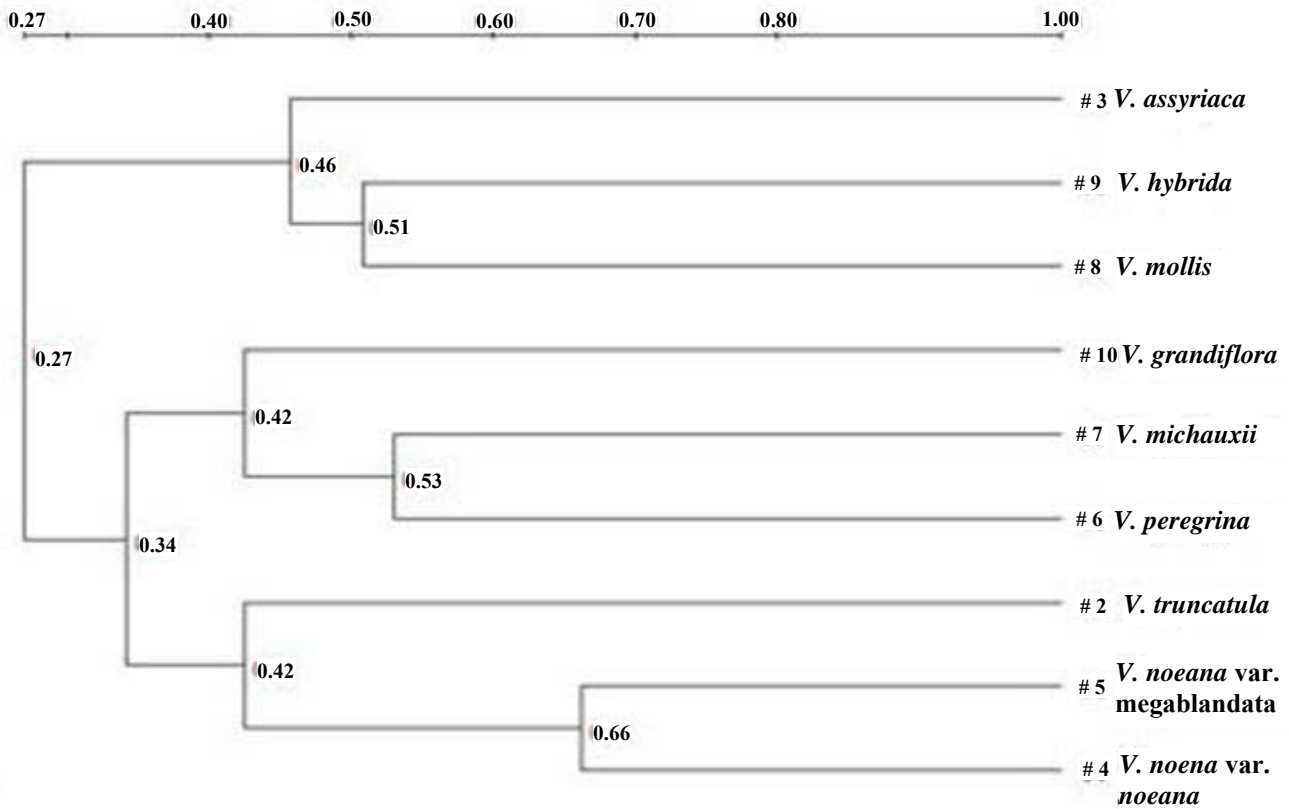 0.27 0.40 0.50 0.60 0.70 0.80 1.00
# 3 V. assyriaca
0.46
# 9 V. hybrida
0.51
# 8 V. mollis
0.27
# 10 V. grandiflora
0.42
# 7 V. michauxii
0.53
# 6 V. peregrina
0.34
# 2 V. truncatula
0.42
# 5 V. noeana var.
megablandata
0.66
# 4 V. noena var.
noeana